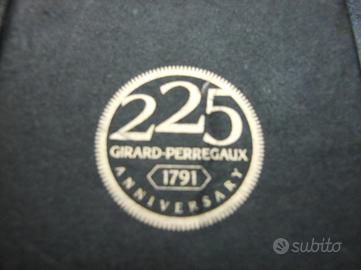 225
GIRARD-PERREGAUX
1791
ANNIVERSARY
subito